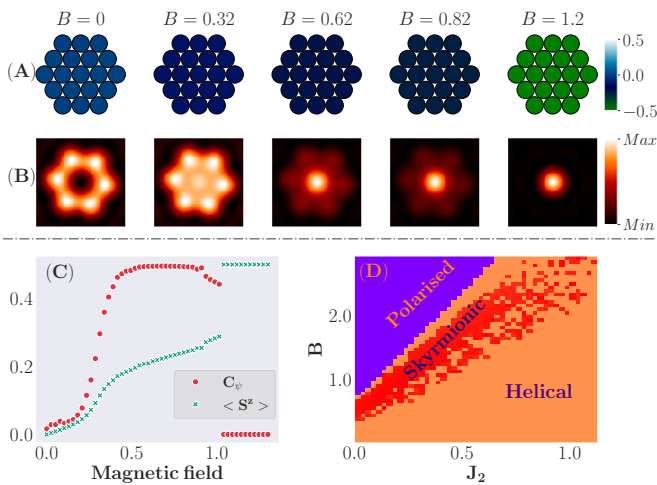 B = 0 B = 0.32 B = 0.62 B = 0.82 B = 1.2
(A)
0.5
0.0
−0.5
(B)
Max
Min
(C)
0.4
0.2
0.0
C_ψ
< S^z >
0.0 0.5 1.0
Magnetic field
(D)
Polarised
Skyrmionic
Helical
B
2.0
1.0
0.0 0.5 1.0
J_2